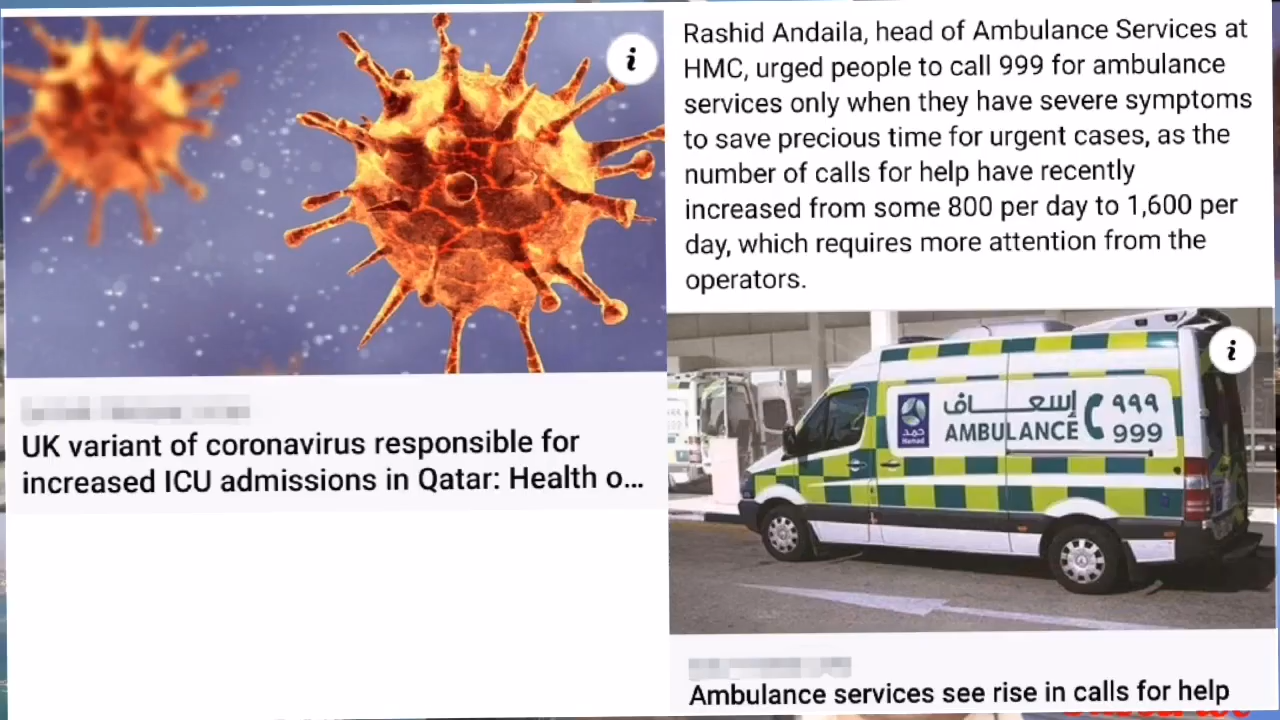 UK variant of coronavirus responsible for
increased ICU admissions in Qatar: Health o...
Rashid Andaila, head of Ambulance Services at
HMC, urged people to call 999 for ambulance
services only when they have severe symptoms
to save precious time for urgent cases, as the
number of calls for help have recently
increased from some 800 per day to 1,600 per
day, which requires more attention from the
operators.
إسعاف ٩٩٩
AMBULANCE 999
حمد
Hamad
Ambulance services see rise in calls for help